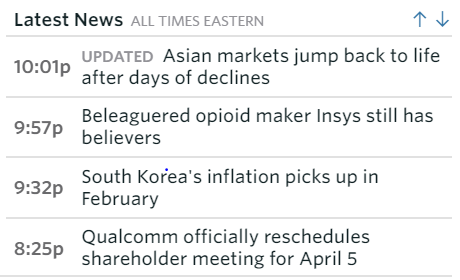 Latest News ALL TIMES EASTERN
10:01p UPDATED Asian markets jump back to life
after days of declines
9:57p Beleaguered opioid maker Insys still has
believers
9:32p South Korea's inflation picks up in
February
8:25p Qualcomm officially reschedules
shareholder meeting for April 5